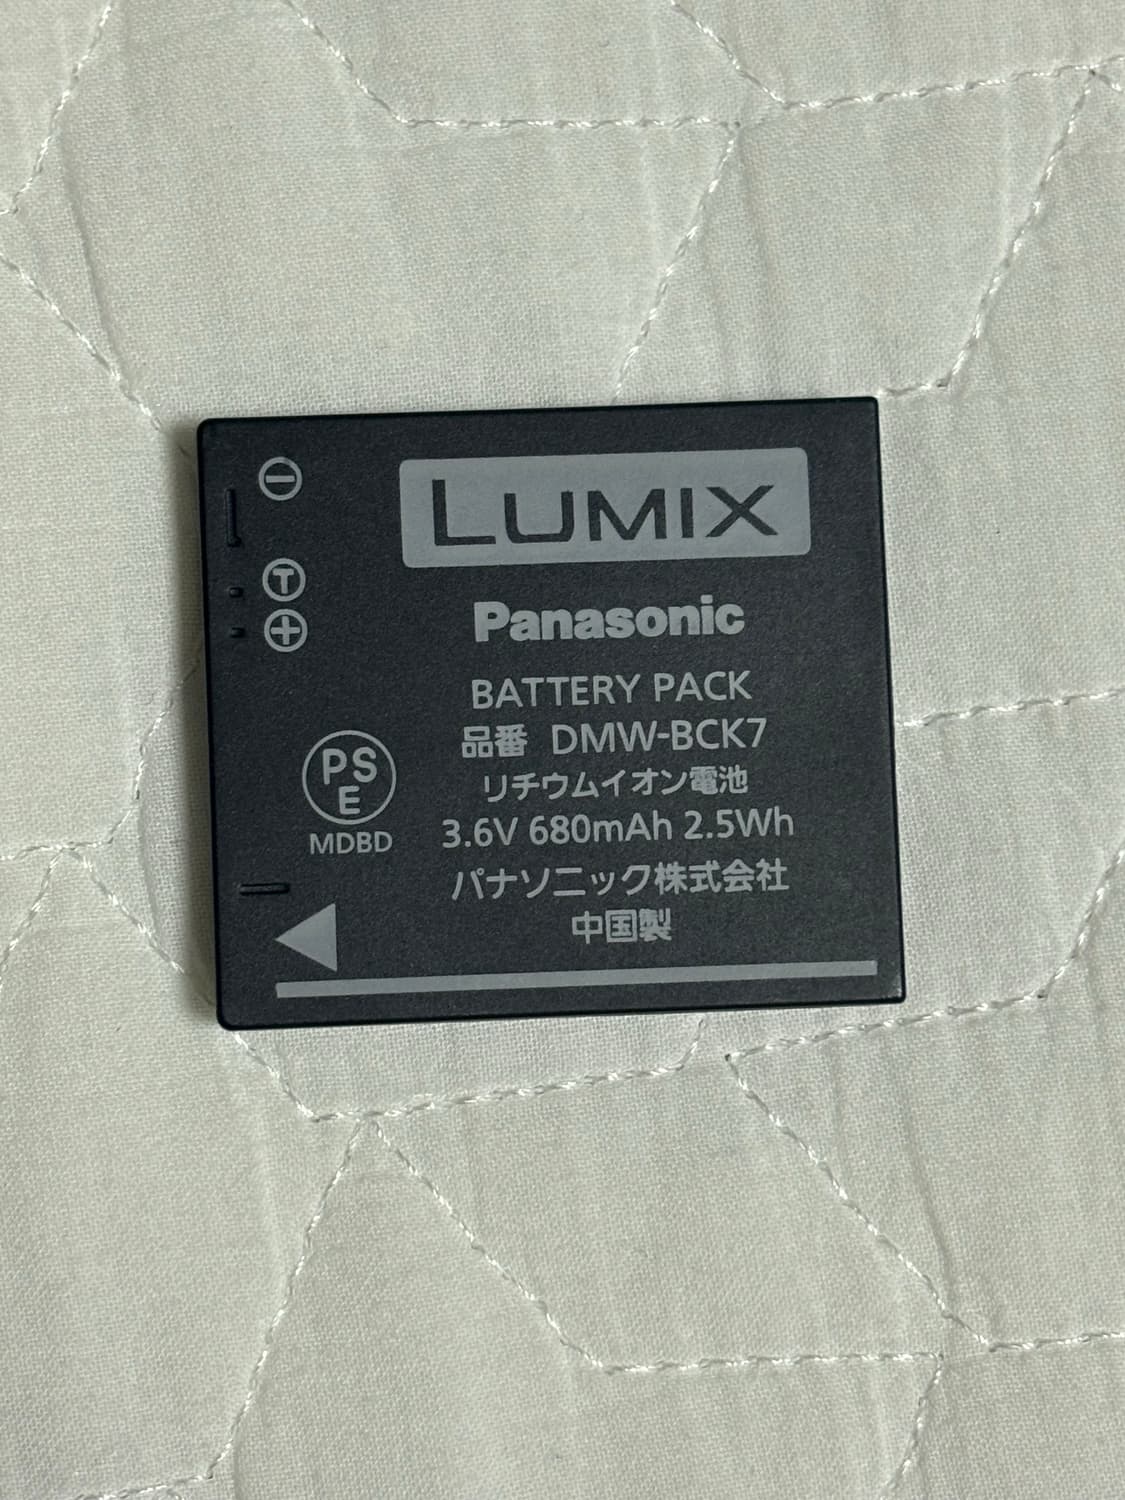 LUMIX
Panasonic
BATTERY PACK
品番 DMW-BCK7
リチウムイオン電池
3.6V 680mAh 2.5Wh
パナソニック株式会社
中国製
⊖
Ⓣ
⊕
PS
E
MDBD